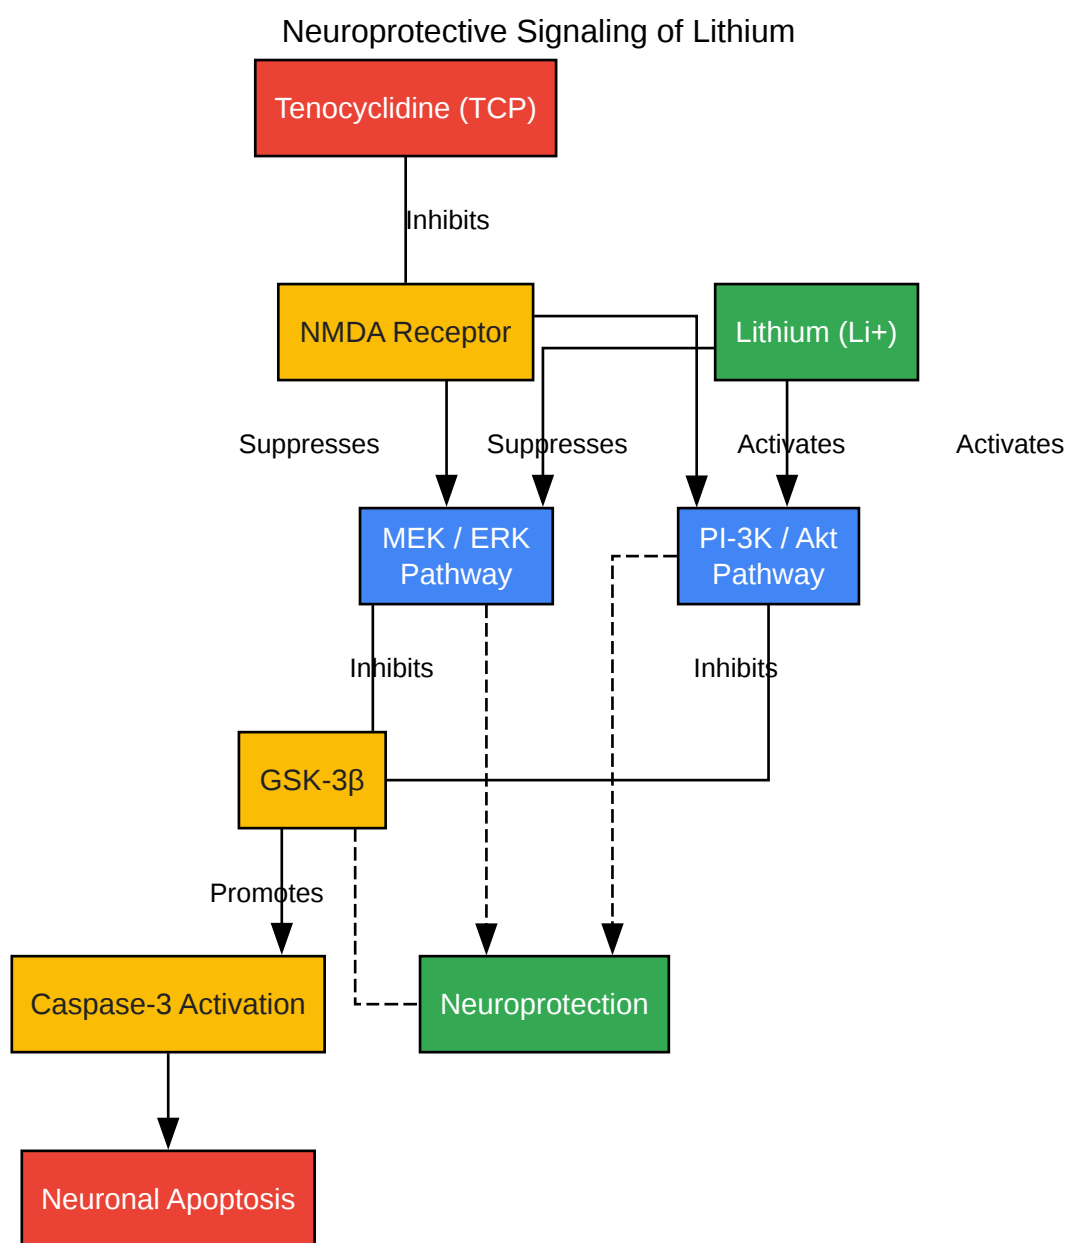 Neuroprotective Signaling of Lithium
Tenocyclidine (TCP)
Inhibits
NMDA Receptor
Lithium (Li+)
Suppresses
Suppresses
Activates
Activates
MEK / ERK
Pathway
PI-3K / Akt
Pathway
Inhibits
Inhibits
GSK-3β
Promotes
Caspase-3 Activation
Neuroprotection
Neuronal Apoptosis